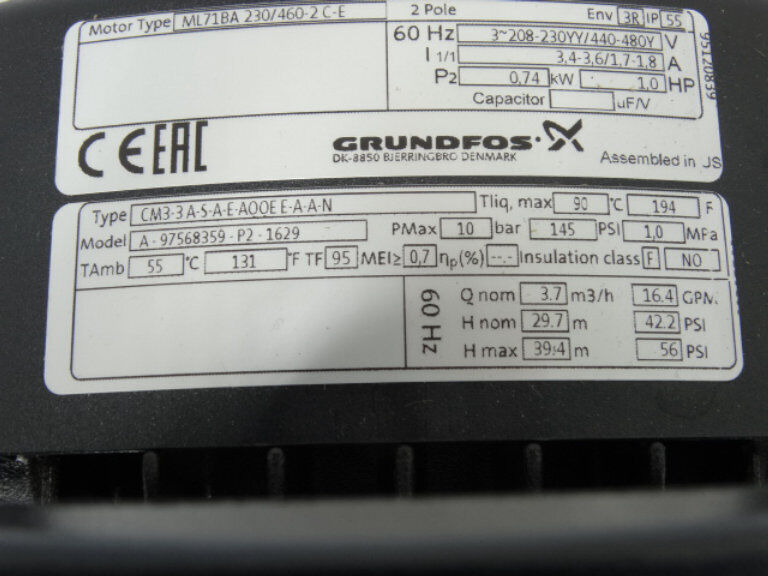 Motor Type ML71BA 230/460-2 C-E 2 Pole Env 3R IP 55
60 Hz 3~208-230YY/440-480Y V
I 1/1 3,4-3,6/1,7-1,8 A
P2 0,74 kW 1,0 HP
Capacitor uF/V
95120839
CE EAC
GRUNDFOS
DK-8850 BJERRINGBRO DENMARK
Assembled in US
Type CM3-3 A-S-A-E-AQQE E-A-A-N Tliq, max 90 °C 194 F
Model A - 97568359 - P2 - 1629 PMax 10 bar 145 PSI 1,0 MPa
TAmb 55 °C 131 °F TF 95 MEI≥ 0,7 ηp(%) --.- Insulation class F NO
60 Hz
Q nom 3.7 m3/h 16.4 GPM
H nom 29.7 m 42.2 PSI
H max 39.4 m 56 PSI